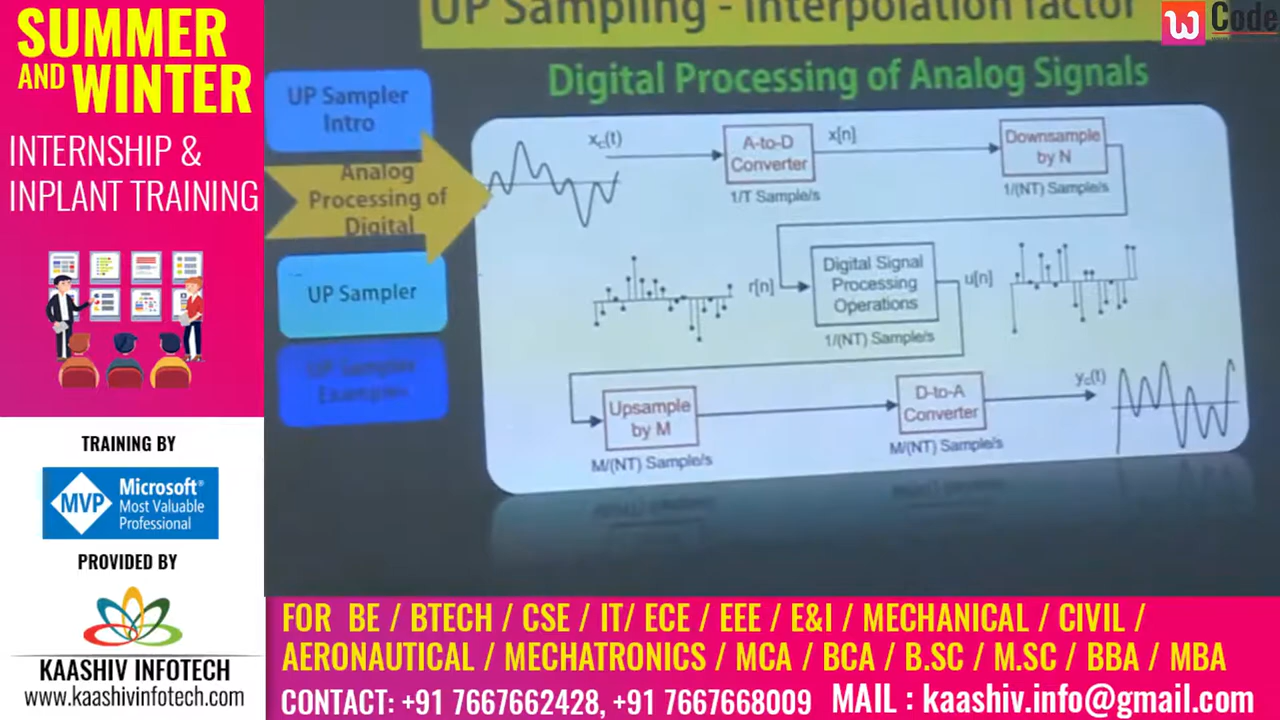 SUMMER
AND WINTER
INTERNSHIP &
INPLANT TRAINING
TRAINING BY
MVP
Microsoft®
Most Valuable
Professional
PROVIDED BY
KAASHIV INFOTECH
www.kaashivinfotech.com
UP Sampling - Interpolation factor
W Code
Digital Processing of Analog Signals
UP Sampler
Intro
Analog
Processing of
Digital
UP Sampler
UP Sampler
Examples
xc(t)
A-to-D
Converter
1/T Sample/s
x[n]
Downsample
by N
1/(NT) Sample/s
r[n]
Digital Signal
Processing
Operations
1/(NT) Sample/s
u[n]
Upsample
by M
M/(NT) Sample/s
D-to-A
Converter
M/(NT) Sample/s
yc(t)
FOR BE / BTECH / CSE / IT/ ECE / EEE / E&I / MECHANICAL / CIVIL /
AERONAUTICAL / MECHATRONICS / MCA / BCA / B.SC / M.SC / BBA / MBA
CONTACT: +91 7667662428, +91 7667668009 MAIL : kaashiv.info@gmail.com